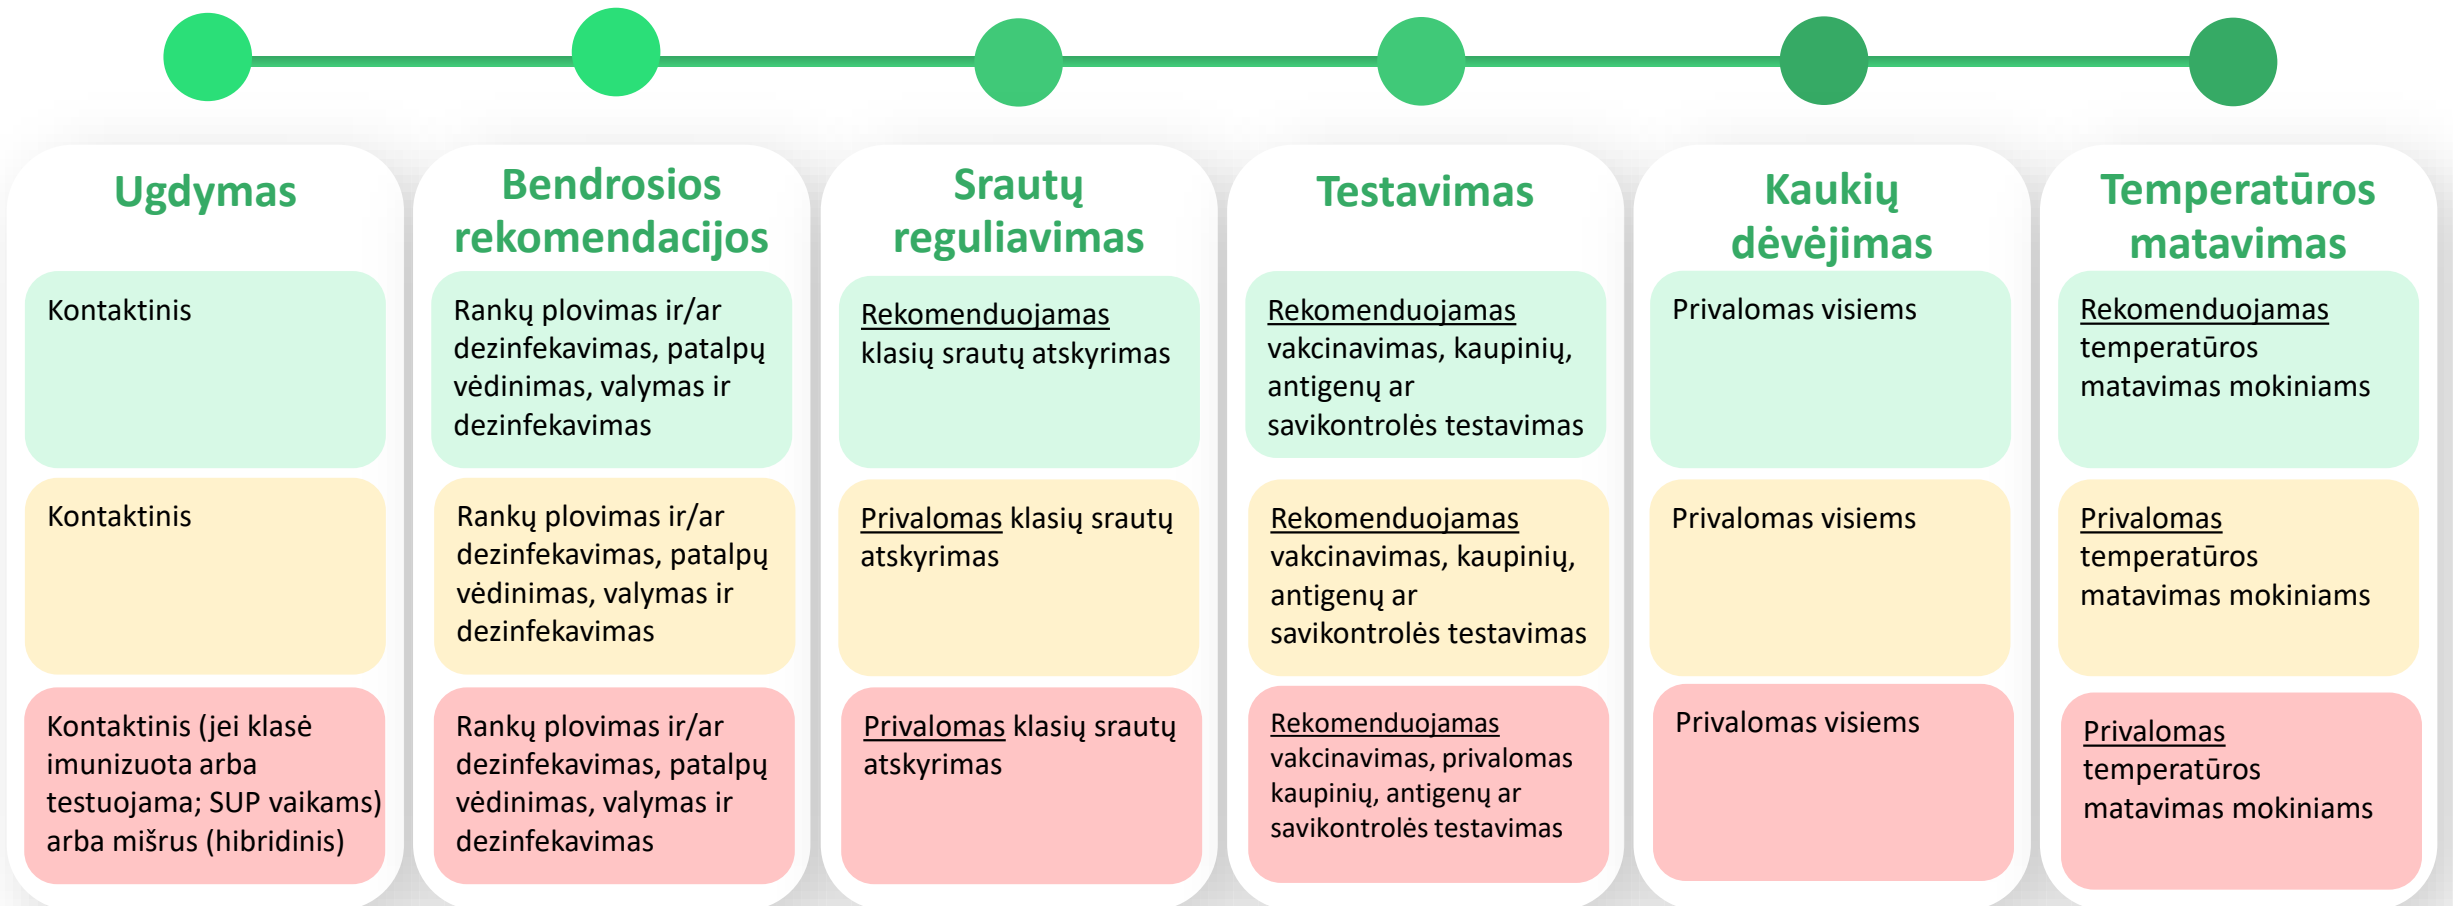 Ugdymas
Kontaktinis
Kontaktinis
Kontaktinis (jei klasė
imunizuota arba
testuojama; SUP vaikams)
arba mišrus (hibridinis)
Bendrosios
rekomendacijos
Rankų plovimas ir/ar
dezinfekavimas, patalpų
vėdinimas, valymas ir
dezinfekavimas
Rankų plovimas ir/ar
dezinfekavimas, patalpų
vėdinimas, valymas ir
dezinfekavimas
Rankų plovimas ir/ar
dezinfekavimas, patalpų
vėdinimas, valymas ir
dezinfekavimas
Srautų
reguliavimas
Rekomenduojamas
klasių srautų atskyrimas
Privalomas klasių srautų
atskyrimas
Privalomas klasių srautų
atskyrimas
Testavimas
Rekomenduojamas
vakcinavimas, kaupinių,
antigenų ar
savikontrolės testavimas
Rekomenduojamas
vakcinavimas, kaupinių,
antigenų ar
savikontrolės testavimas
Rekomenduojamas
vakcinavimas, privalomas
kaupinių, antigenų ar
savikontrolės testavimas
Kaukių
dėvėjimas
Privalomas visiems
Privalomas visiems
Privalomas visiems
Temperatūros
matavimas
Rekomenduojamas
temperatūros
matavimas mokiniams
Privalomas
temperatūros
matavimas mokiniams
Privalomas
temperatūros
matavimas mokiniams